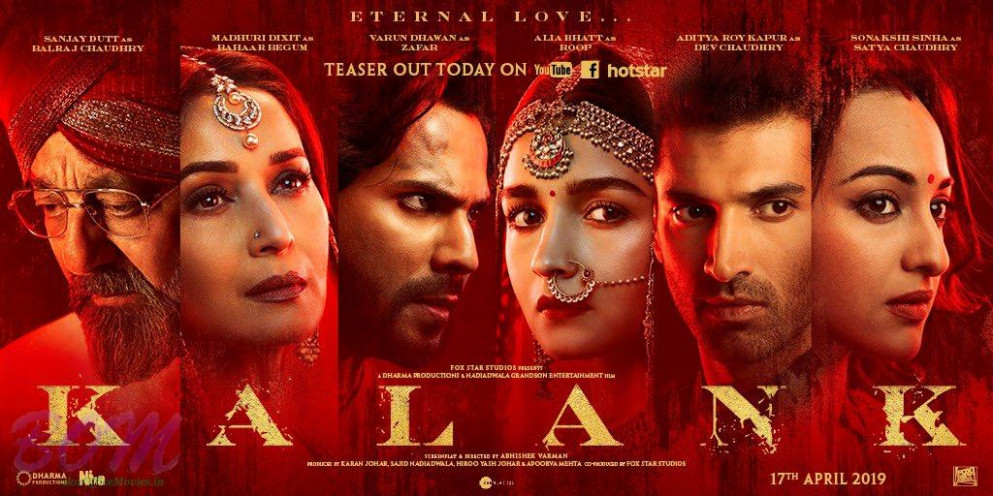 ETERNAL LOVE...
SANJAY DUTT AS
BALRAJ CHAUDHRY
MADHURI DIXIT AS
BAHAAR BEGUM
VARUN DHAWAN AS
ZAFAR
ALIA BHATT AS
ROOP
ADITYA ROY KAPUR AS
DEV CHAUDHRY
SONAKSHI SINHA AS
SATYA CHAUDHRY
TEASER OUT TODAY ON YouTube f hotstar
FOX STAR STUDIOS PRESENTS
A DHARMA PRODUCTIONS & NADIADWALA GRANDSON ENTERTAINMENT FILM
KALANK
SCREENPLAY & DIRECTED BY ABHISHEK VARMAN
PRODUCED BY KARAN JOHAR, SAJID NADIADWALA, HIROO YASH JOHAR & APOORVA MEHTA CO-PRODUCED BY FOX STAR STUDIOS
BOM
DHARMA
PRODUCTIONS
17TH APRIL 2019
FOX
STAR